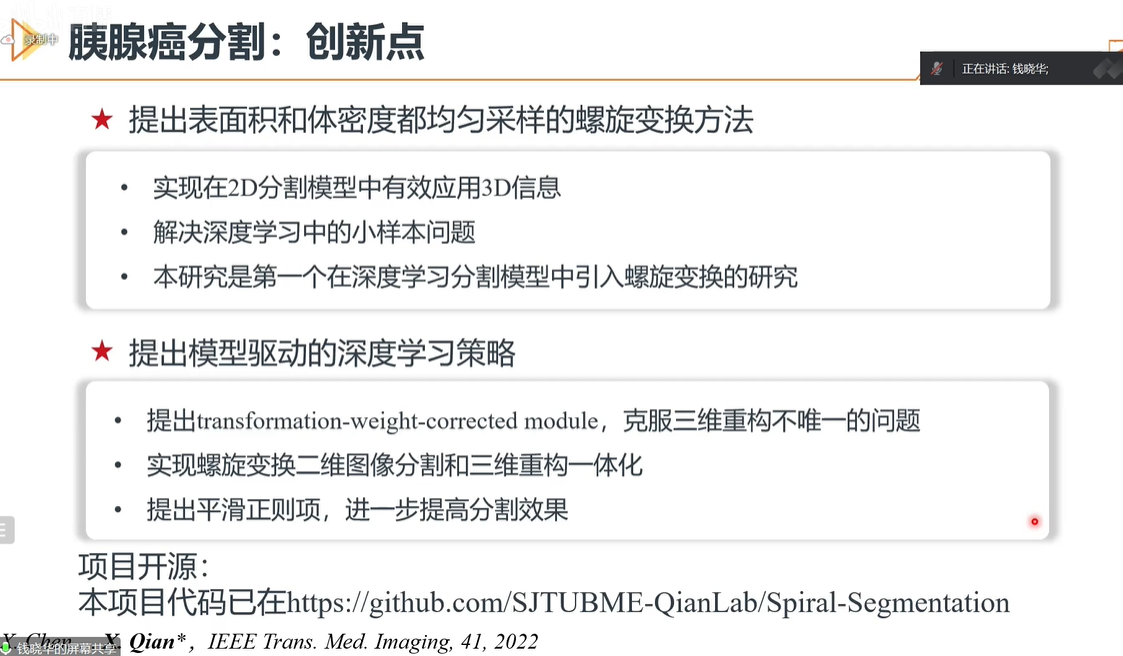 录制中
胰腺癌分割：创新点
正在讲话: 钱晓华;
★ 提出表面积和体密度都均匀采样的螺旋变换方法
• 实现在2D分割模型中有效应用3D信息
• 解决深度学习中的小样本问题
• 本研究是第一个在深度学习分割模型中引入螺旋变换的研究
★ 提出模型驱动的深度学习策略
• 提出transformation-weight-corrected module，克服三维重构不唯一的问题
• 实现螺旋变换二维图像分割和三维重构一体化
• 提出平滑正则项，进一步提高分割效果
项目开源：
本项目代码已在https://github.com/SJTUBME-QianLab/Spiral-Segmentation
X. Chen X. Qian*，IEEE Trans. Med. Imaging, 41, 2022
钱晓华的屏幕共享